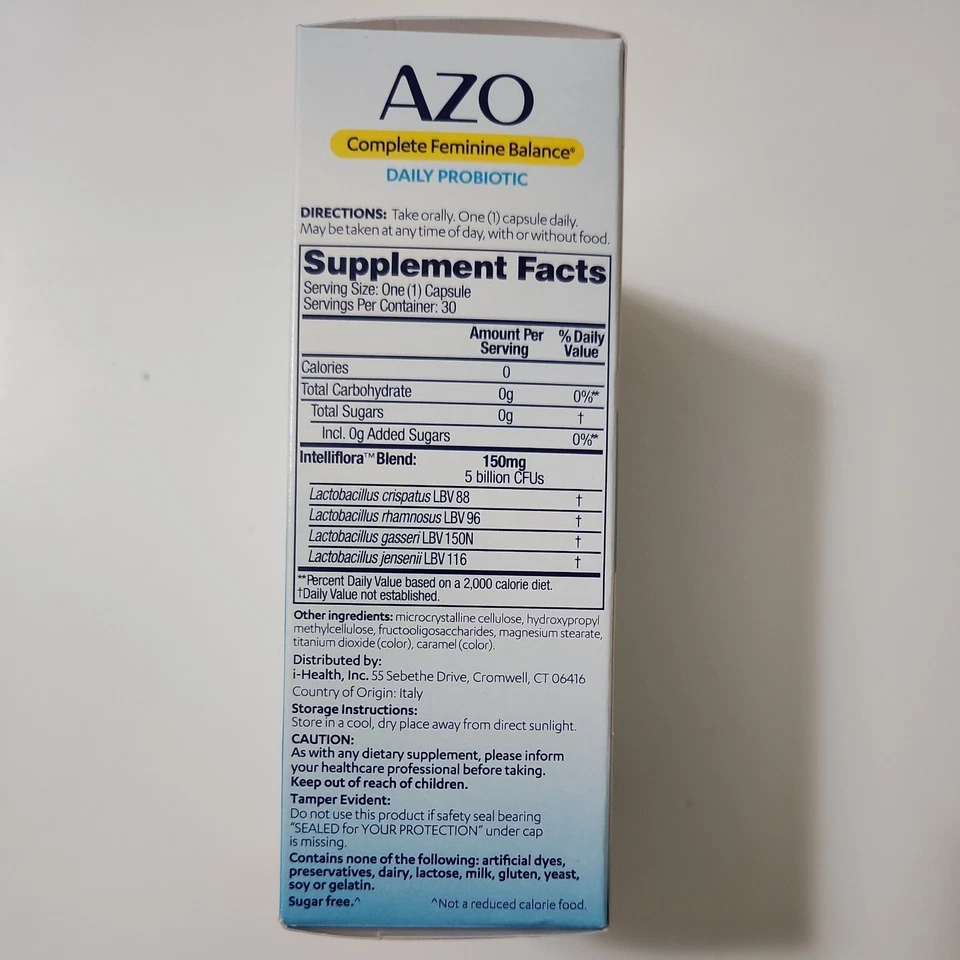 AZO
Complete Feminine Balance®
DAILY PROBIOTIC
DIRECTIONS: Take orally. One (1) capsule daily.
May be taken at any time of day, with or without food.
Supplement Facts
Serving Size: One (1) Capsule
Servings Per Container: 30
Amount Per Serving % Daily Value
Calories 0
Total Carbohydrate 0g 0%**
Total Sugars 0g †
Incl. 0g Added Sugars 0%**
Intelliflora™ Blend: 150mg
5 billion CFUs
Lactobacillus crispatus LBV 88 †
Lactobacillus rhamnosus LBV 96 †
Lactobacillus gasseri LBV 150N †
Lactobacillus jensenii LBV 116 †
**Percent Daily Value based on a 2,000 calorie diet.
†Daily Value not established.
Other ingredients: microcrystalline cellulose, hydroxypropyl
methylcellulose, fructooligosaccharides, magnesium stearate,
titanium dioxide (color), caramel (color).
Distributed by:
i-Health, Inc. 55 Sebethe Drive, Cromwell, CT 06416
Country of Origin: Italy
Storage Instructions:
Store in a cool, dry place away from direct sunlight.
CAUTION:
As with any dietary supplement, please inform
your healthcare professional before taking.
Keep out of reach of children.
Tamper Evident:
Do not use this product if safety seal bearing
"SEALED for YOUR PROTECTION" under cap
is missing.
Contains none of the following: artificial dyes,
preservatives, dairy, lactose, milk, gluten, yeast,
soy or gelatin.
Sugar free.^ ^Not a reduced calorie food.